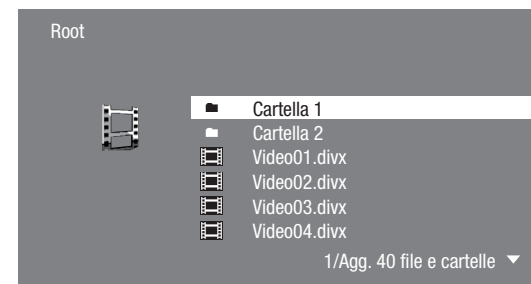 Root
Cartella 1
Cartella 2
Video01.divx
Video02.divx
Video03.divx
Video04.divx
1/Agg. 40 file e cartelle